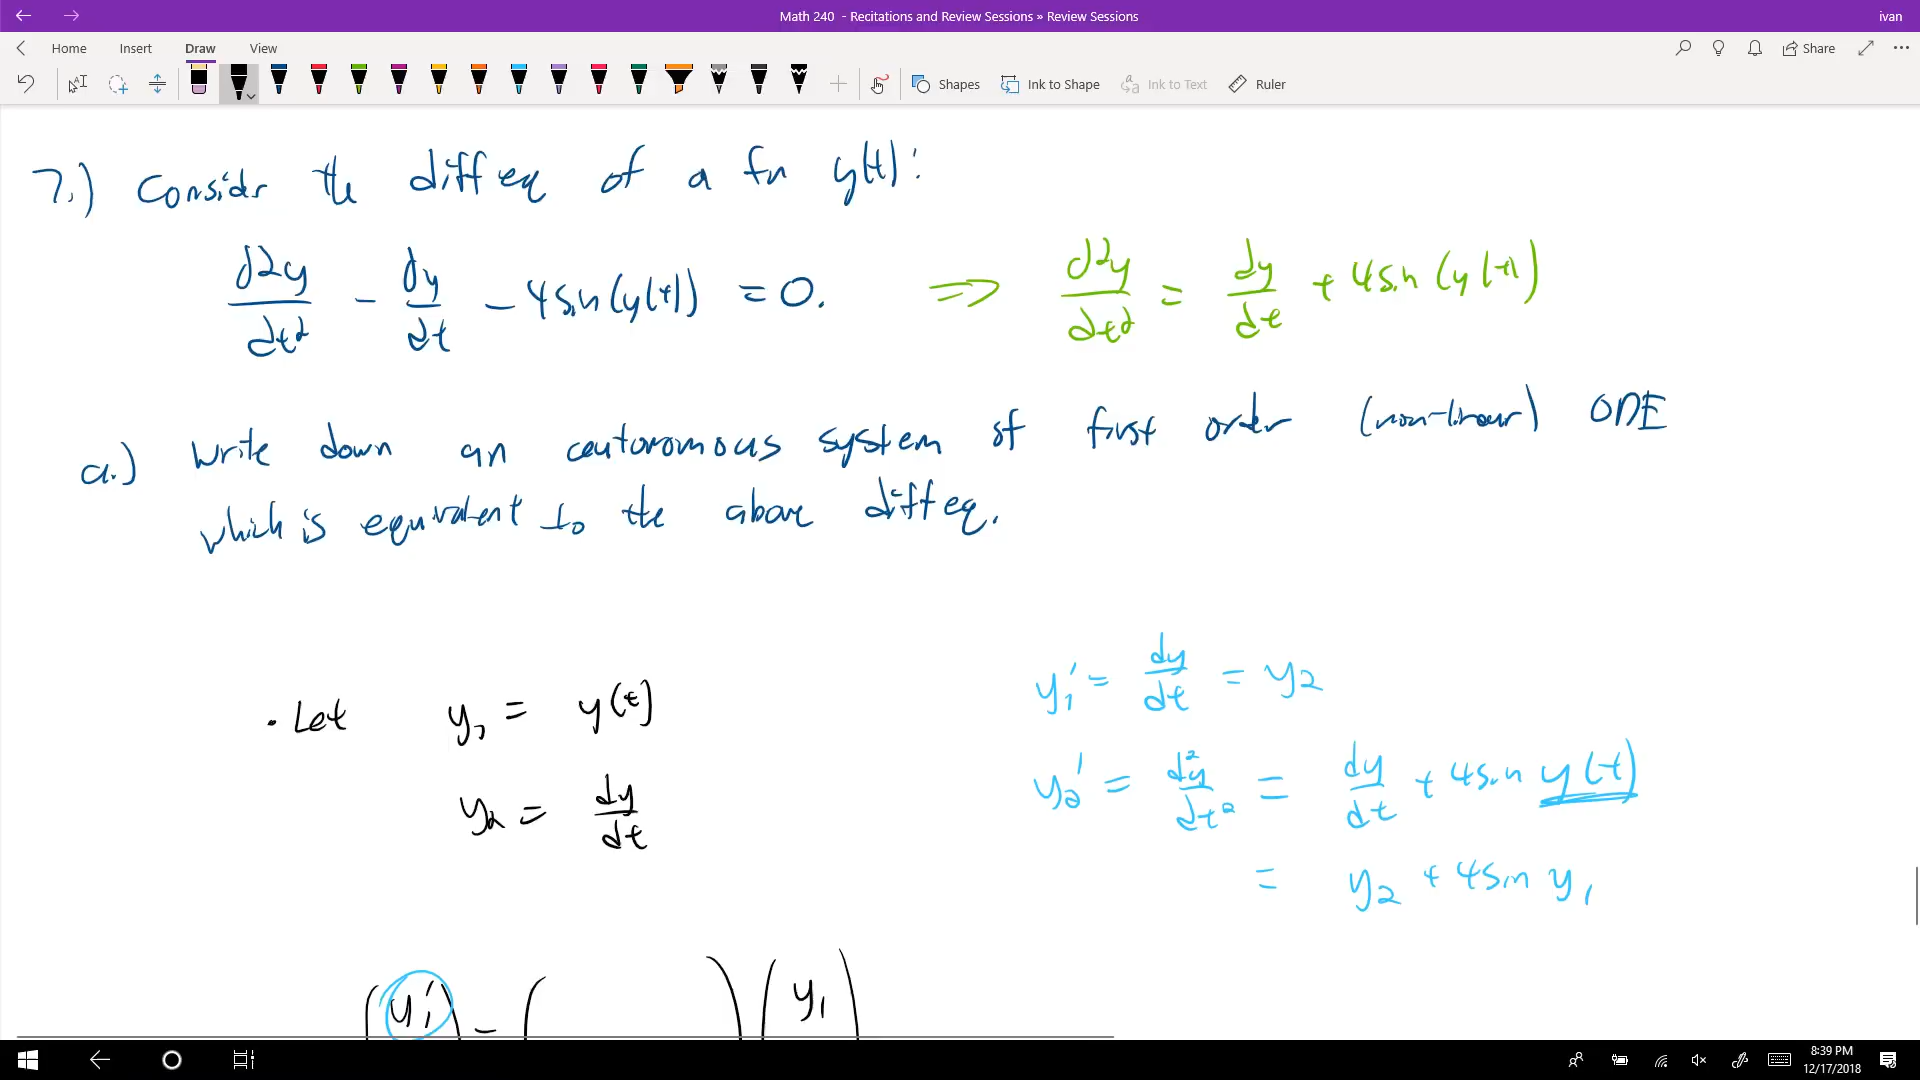 Math 240 - Recitations and Review Sessions » Review Sessions
ivan
Home Insert Draw View
Share
Shapes Ink to Shape Ink to Text Ruler
7.) Consider the diffeq of a fn y(t):
d2y/dt² - dy/dt - 4sin(y(t)) = 0. ⇒ d2y/dt² = dy/dt + 4sin(y(t))
a.) Write down an autonomous system of first order (non-linear) ODE
which is equivalent to the above diffeq.
y₁' = dy/dt = y₂
• Let y₁ = y(t)
y₂' = d²y/dt² = dy/dt + 4sin y(t)
y₂ = dy/dt
= y₂ + 4sin y₁
(y₁') = ( ) (y₁)
8:39 PM
12/17/2018